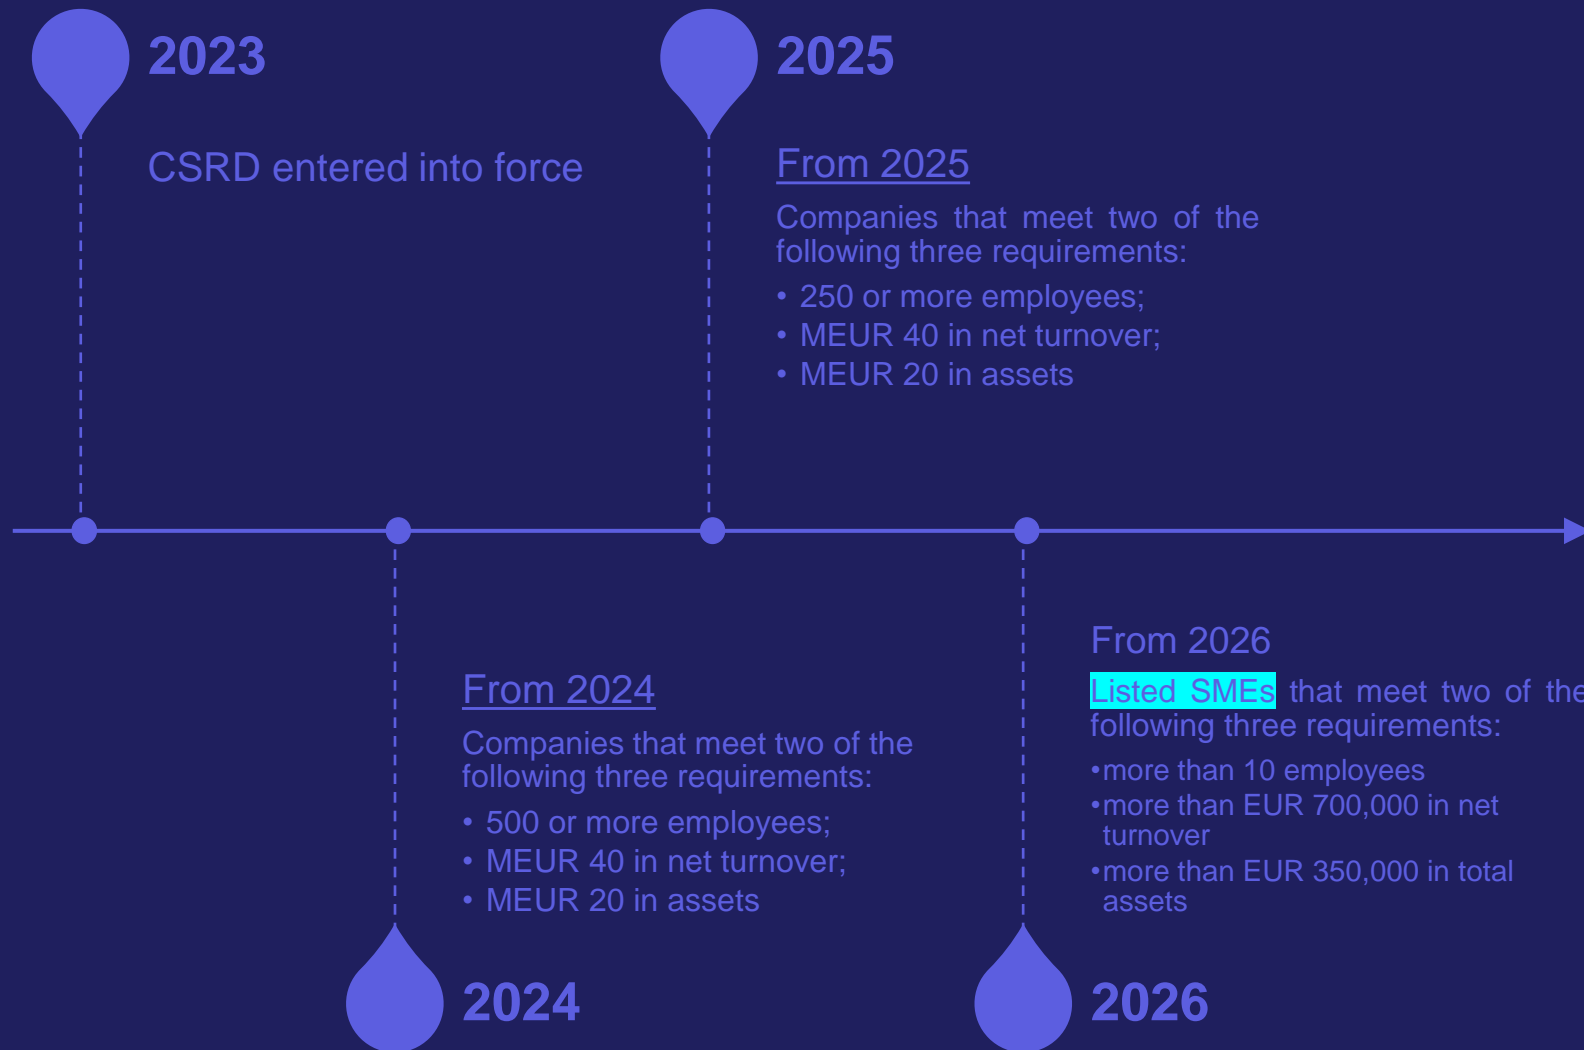 2023
CSRD entered into force
From 2024
Companies that meet two of the
following three requirements:
• 500 or more employees;
• MEUR 40 in net turnover;
• MEUR 20 in assets
2024
2025
From 2025
Companies that meet two of the
following three requirements:
• 250 or more employees;
• MEUR 40 in net turnover;
• MEUR 20 in assets
From 2026
Listed SMEs that meet two of the
following three requirements:
•more than 10 employees
•more than EUR 700,000 in net
turnover
•more than EUR 350,000 in total
assets
2026